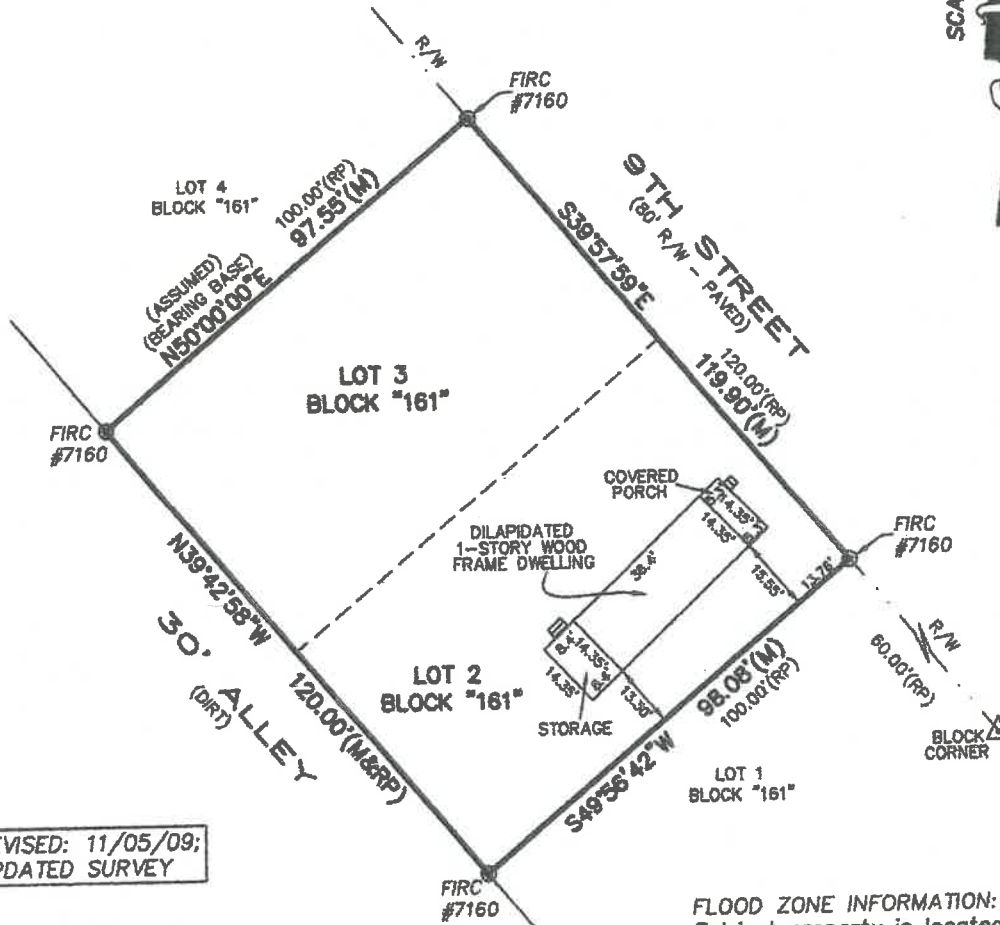 SCA
R/W
FIRC
#7160
LOT 4
BLOCK "161"
100.00'(RP)
97.55'(M)
(ASSUMED)
(BEARING BASE)
N50°00'00"E
9TH STREET
(80' R/W - PAVED)
S39°57'59"E
120.00'(RP)
119.90'(M)
LOT 3
BLOCK "161"
FIRC
#7160
COVERED
PORCH
14.35'
14.35'
DILAPIDATED
1-STORY WOOD
FRAME DWELLING
38.4'
15.55'
13.76'
FIRC
#7160
N39°42'58"W
30' ALLEY
(DIRT)
120.00'(M&RP)
LOT 2
BLOCK "161"
8.4'
14.35'
8.4'
14.35'
13.30'
STORAGE
98.08'(M)
100.00'(RP)
S49°56'42"W
R/W
60.00'(RP)
BLOCK
CORNER
LOT 1
BLOCK "161"
VISED: 11/05/09;
PDATED SURVEY
FIRC
#7160
FLOOD ZONE INFORMATION: